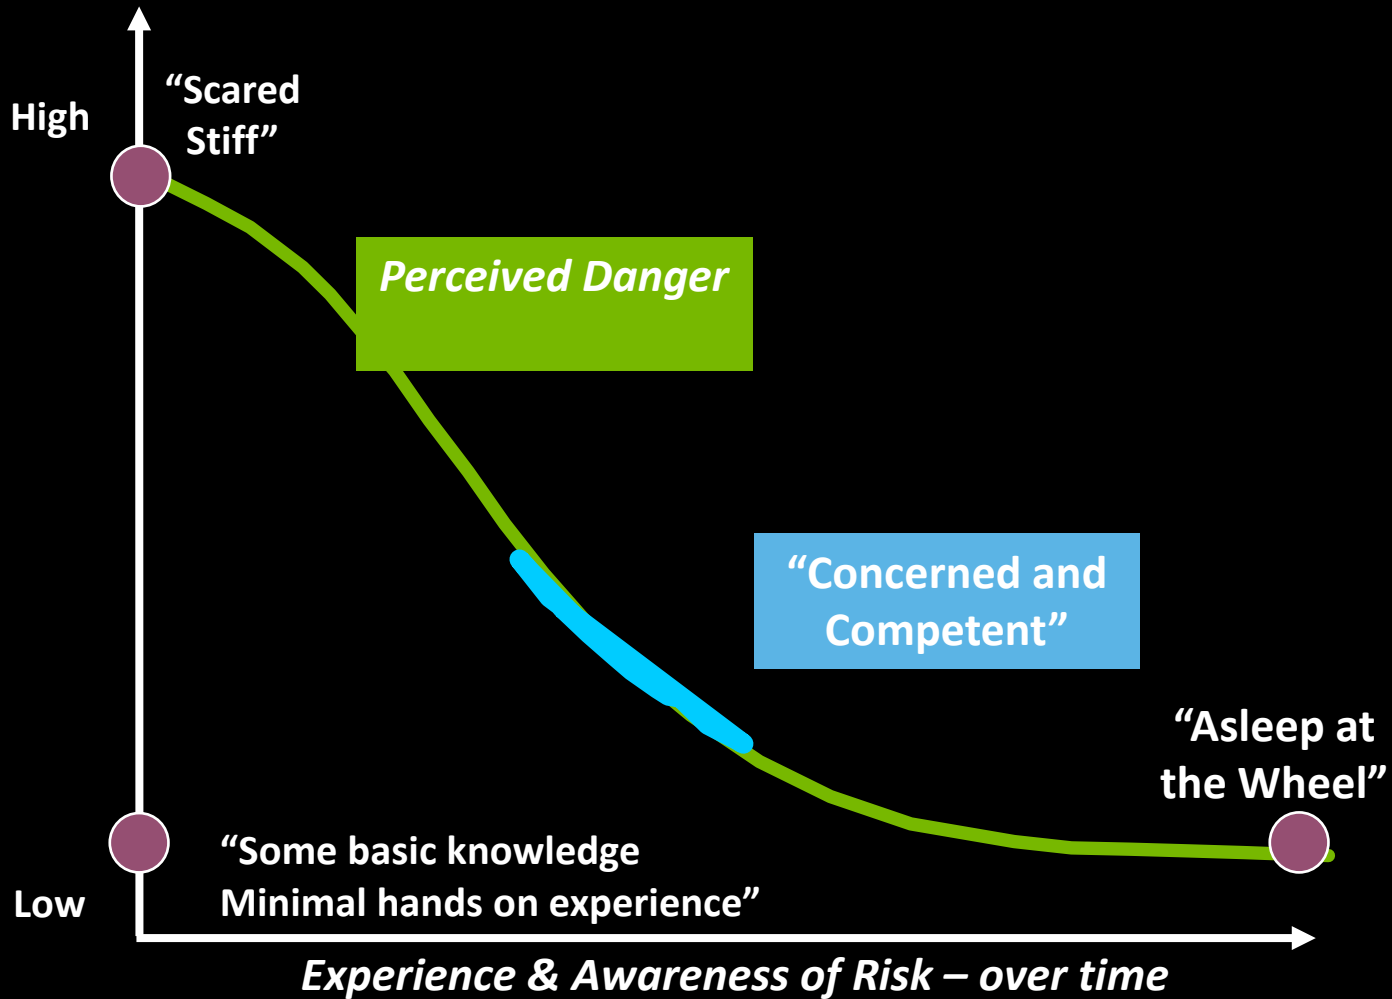 High
“Scared
Stiff”
Perceived Danger
“Concerned and
Competent”
“Asleep at
the Wheel”
“Some basic knowledge
Minimal hands on experience”
Low
Experience & Awareness of Risk – over time